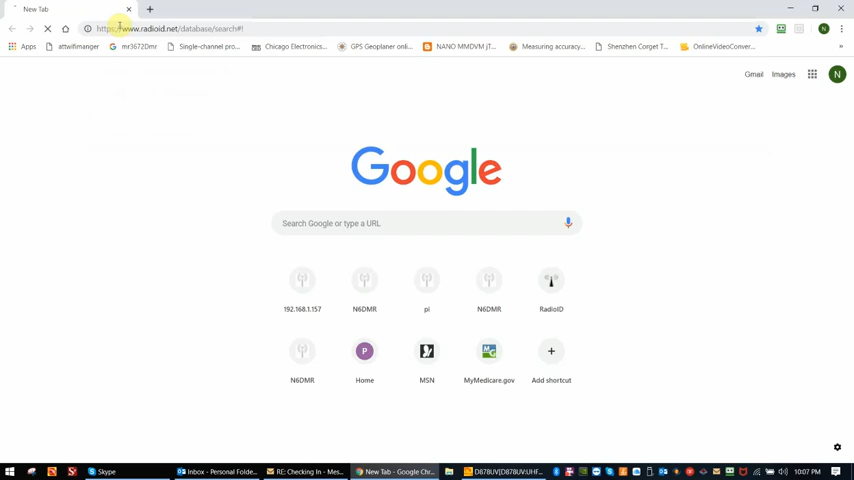 New Tab
https://www.radioid.net/database/search#!
Apps attwifimanger mr3672Dmr Single-channel pro... Chicago Electronics... GPS Geoplaner onli... NANO MMDVM jT... Measuring accuracy... Shenzhen Corget T... OnlineVideoConver... »
Gmail Images N
Google
Search Google or type a URL
192.168.1.157 N6DMR pi N6DMR RadioID
P
N6DMR Home MSN MyMedicare.gov Add shortcut
Skype Inbox - Personal Folde... RE: Checking In - Mes... New Tab - Google Chr... D878UV[D878UV:UHF... 10:07 PM